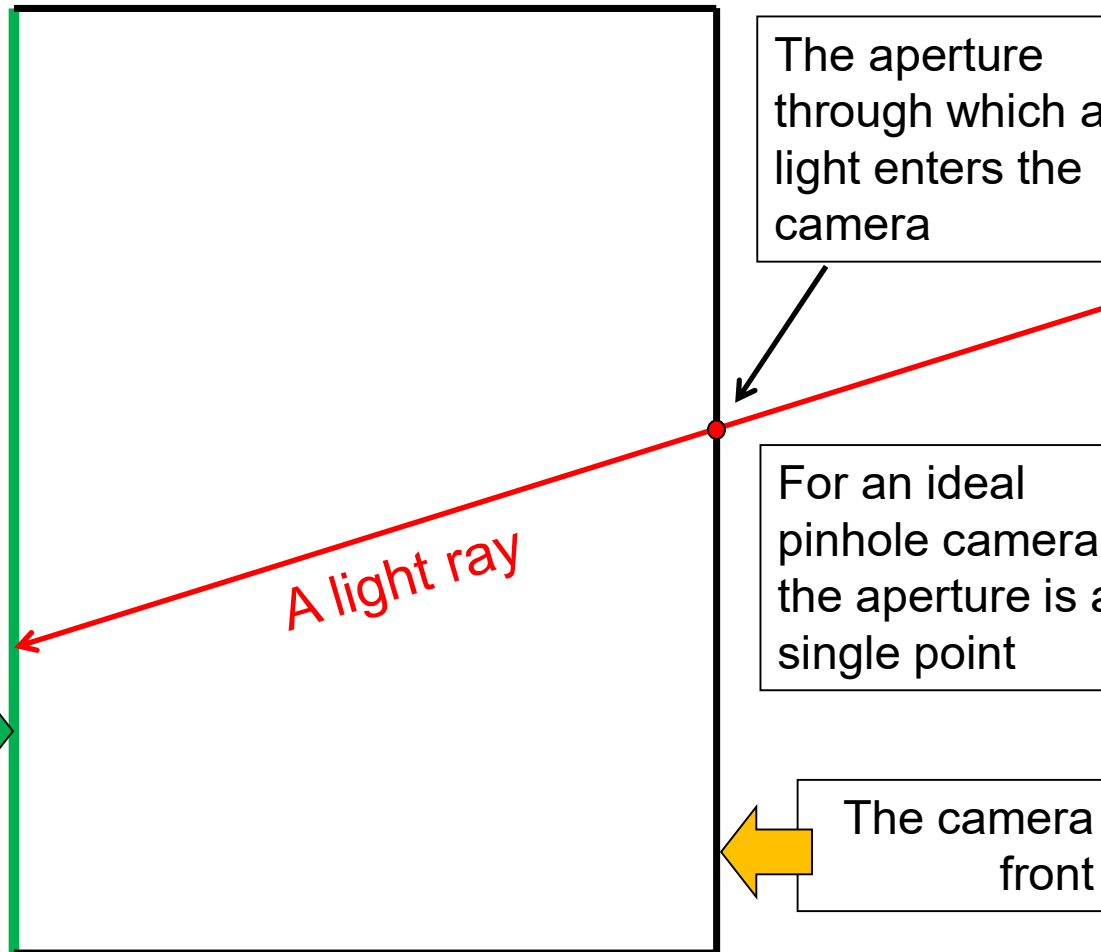 The aperture
through which a
light enters the
camera
A light ray
For an ideal
pinhole camera
the aperture is a
single point
The camera
front